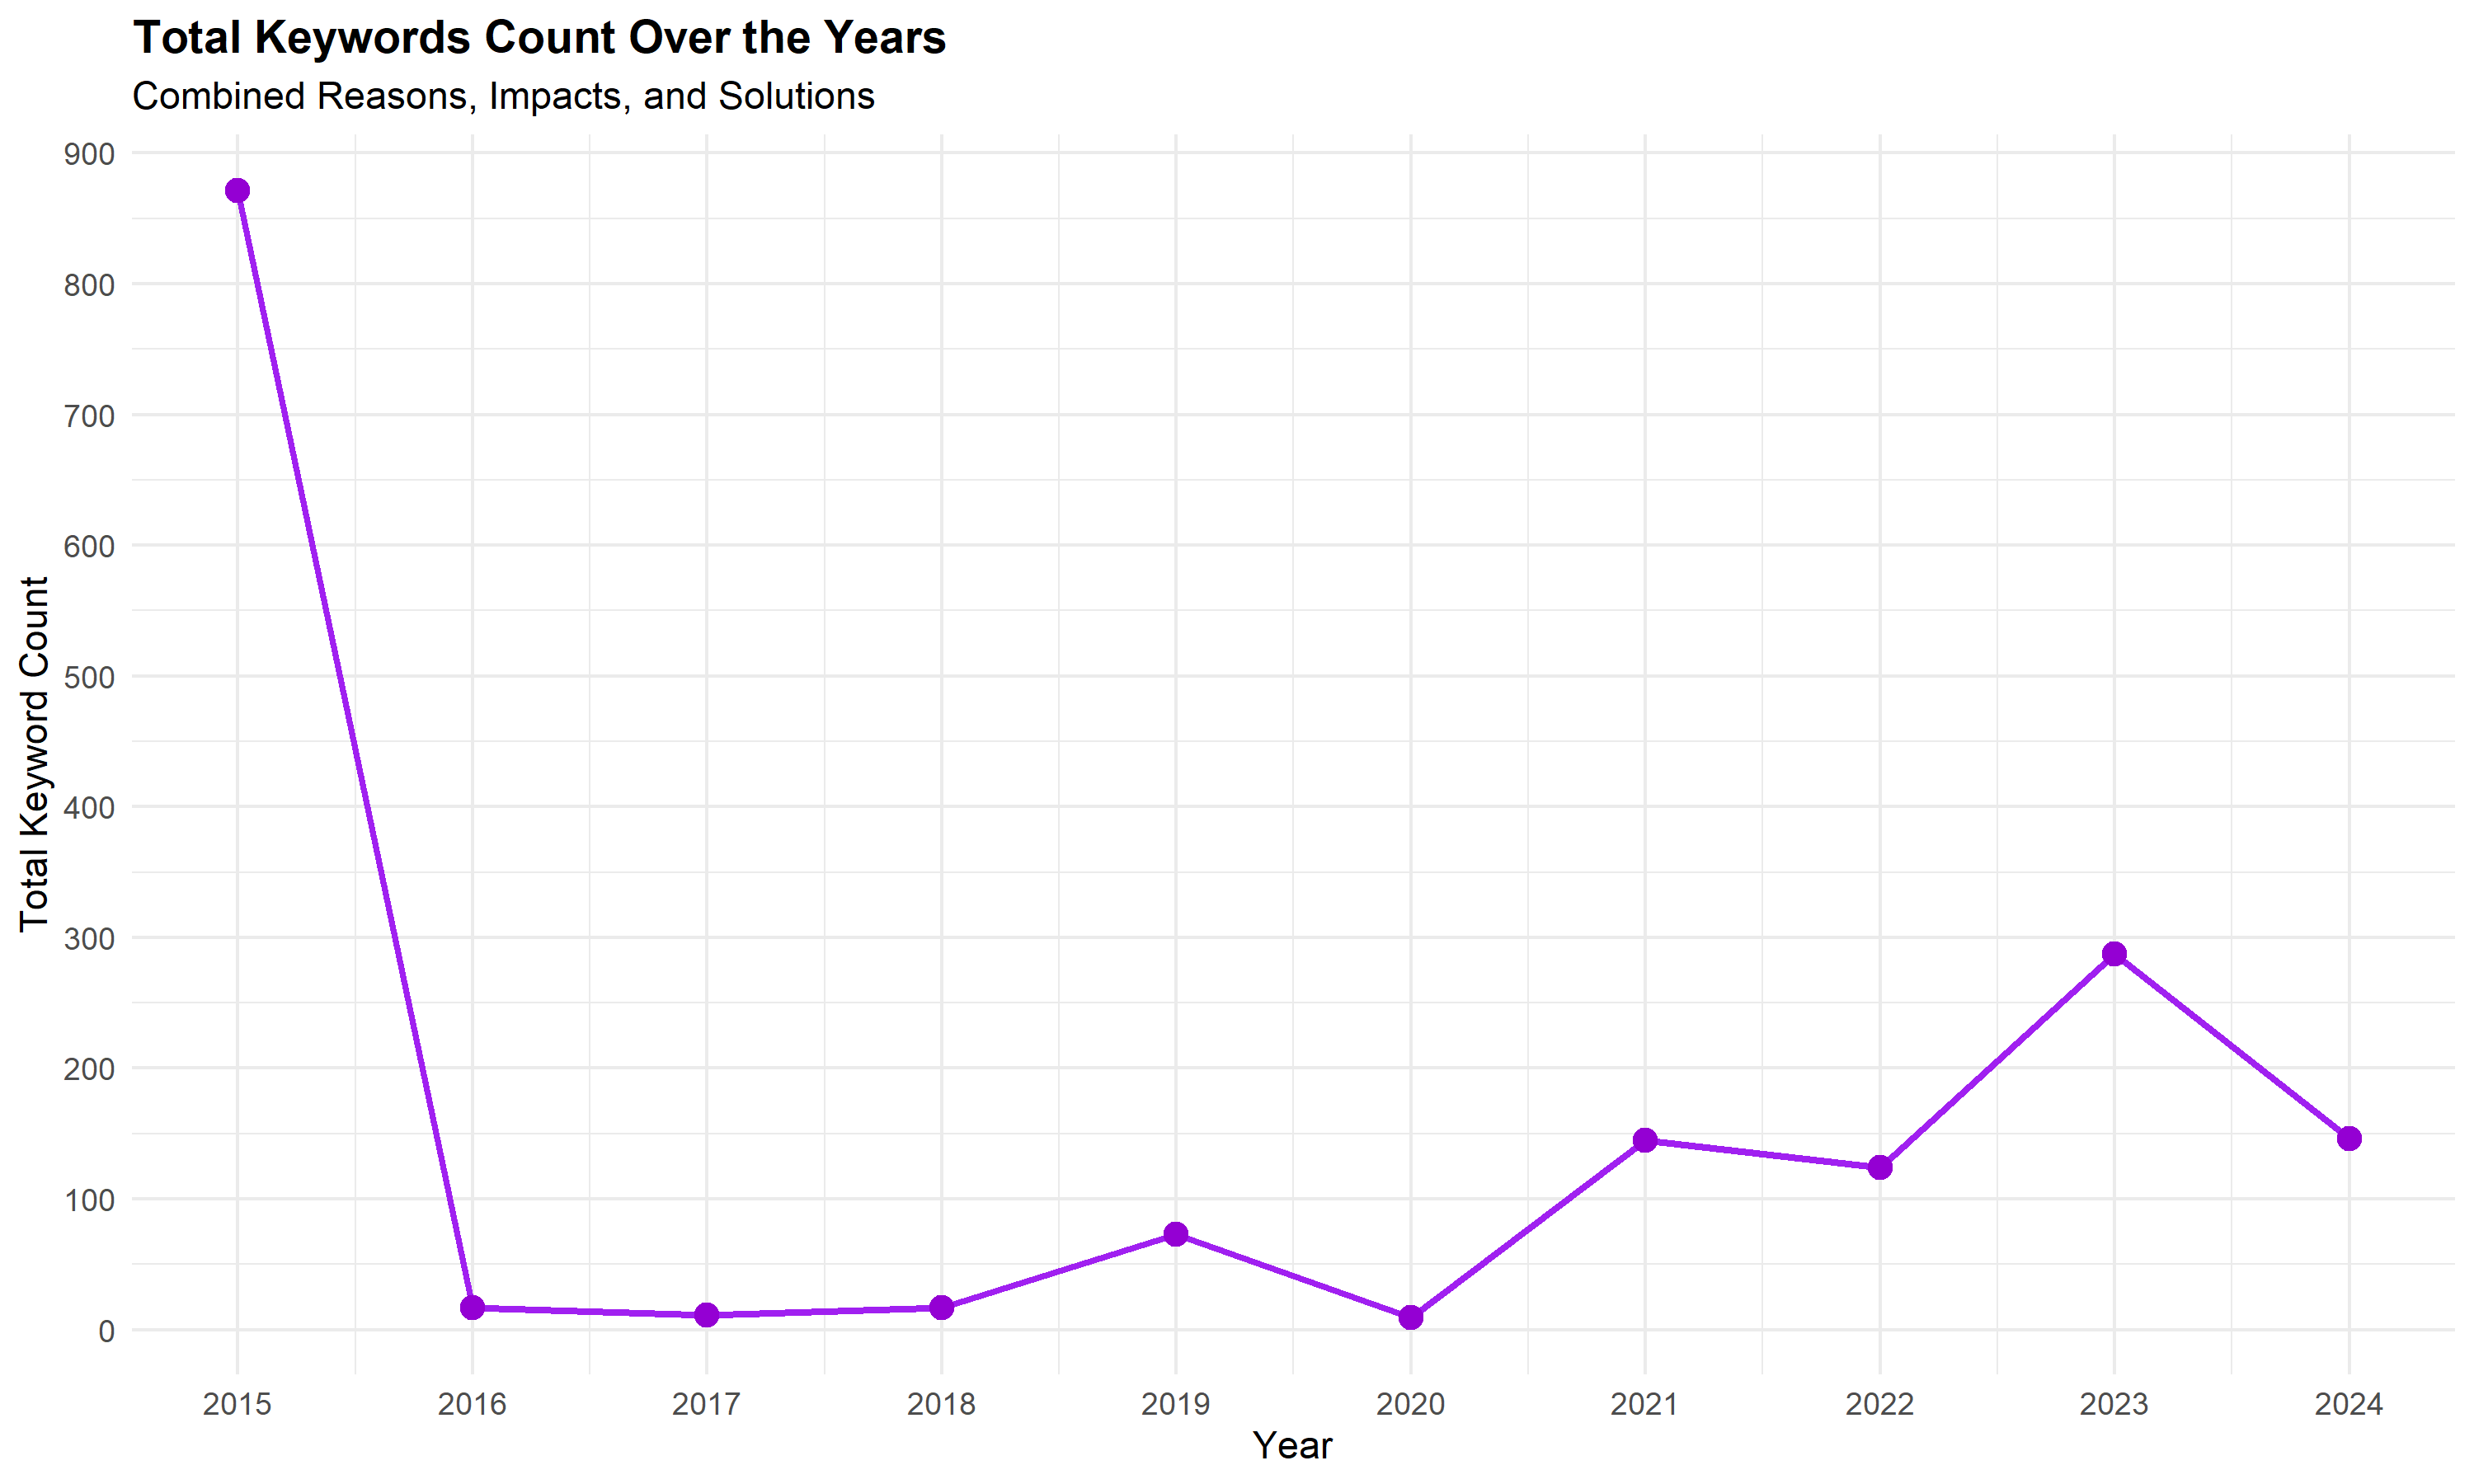 Total Keywords Count Over the Years
Combined Reasons, Impacts, and Solutions
Total Keyword Count
900
800
700
600
500
400
300
200
100
0
2015 2016 2017 2018 2019 2020 2021 2022 2023 2024
Year